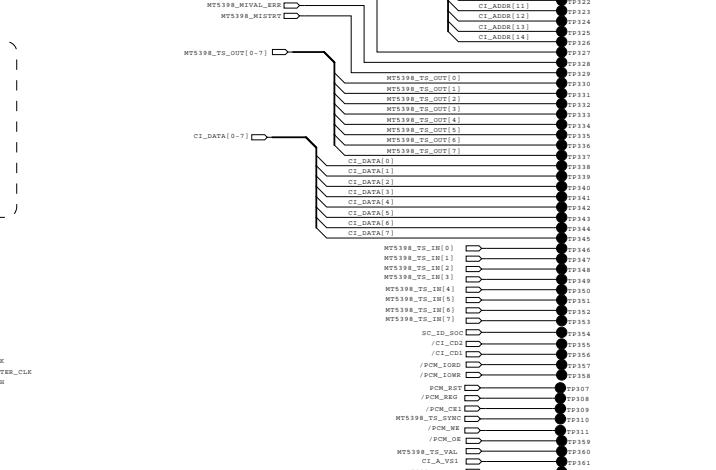 TP322
CI_ADDR[11]
TP323
CI_ADDR[12]
TP324
CI_ADDR[13]
TP325
CI_ADDR[14]
TP326
MT5398_MIVAL_ERR
MT5398_MISTRT
TP327
TP328
TP329
MT5398_TS_OUT[0-7]
MT5398_TS_OUT[0] TP330
MT5398_TS_OUT[1] TP331
MT5398_TS_OUT[2] TP332
MT5398_TS_OUT[3] TP333
MT5398_TS_OUT[4] TP334
MT5398_TS_OUT[5] TP335
MT5398_TS_OUT[6] TP336
MT5398_TS_OUT[7] TP337
CI_DATA[0-7]
CI_DATA[0] TP338
CI_DATA[1] TP339
CI_DATA[2] TP340
CI_DATA[3] TP341
CI_DATA[4] TP342
CI_DATA[5] TP343
CI_DATA[6] TP344
CI_DATA[7] TP345
MT5398_TS_IN[0] TP346
MT5398_TS_IN[1] TP347
MT5398_TS_IN[2] TP348
MT5398_TS_IN[3] TP349
MT5398_TS_IN[4] TP350
MT5398_TS_IN[5] TP351
MT5398_TS_IN[6] TP352
MT5398_TS_IN[7] TP353
SC_ID_SOC TP354
/CI_CD2 TP355
/CI_CD1 TP356
/PCM_IORD TP357
/PCM_IOWR TP358
K
TER_CLK
H
PCM_RST TP307
/PCM_REG TP308
/PCM_CE1 TP309
MT5398_TS_SYNC TP310
/PCM_WE TP311
/PCM_OE TP359
MT5398_TS_VAL TP360
CI_A_VS1 TP361